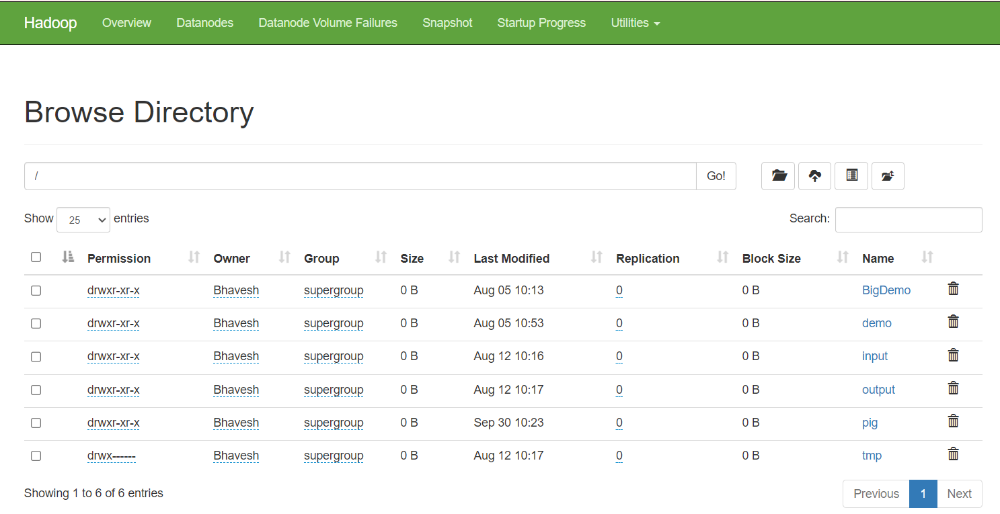 Hadoop Overview Datanodes Datanode Volume Failures Snapshot Startup Progress Utilities
Browse Directory
/ Go!
Show 25 entries Search:
Permission Owner Group Size Last Modified Replication Block Size Name
drwxr-xr-x Bhavesh supergroup 0 B Aug 05 10:13 0 0 B BigDemo
drwxr-xr-x Bhavesh supergroup 0 B Aug 05 10:53 0 0 B demo
drwxr-xr-x Bhavesh supergroup 0 B Aug 12 10:16 0 0 B input
drwxr-xr-x Bhavesh supergroup 0 B Aug 12 10:17 0 0 B output
drwxr-xr-x Bhavesh supergroup 0 B Sep 30 10:23 0 0 B pig
drwx------ Bhavesh supergroup 0 B Aug 12 10:17 0 0 B tmp
Showing 1 to 6 of 6 entries Previous 1 Next